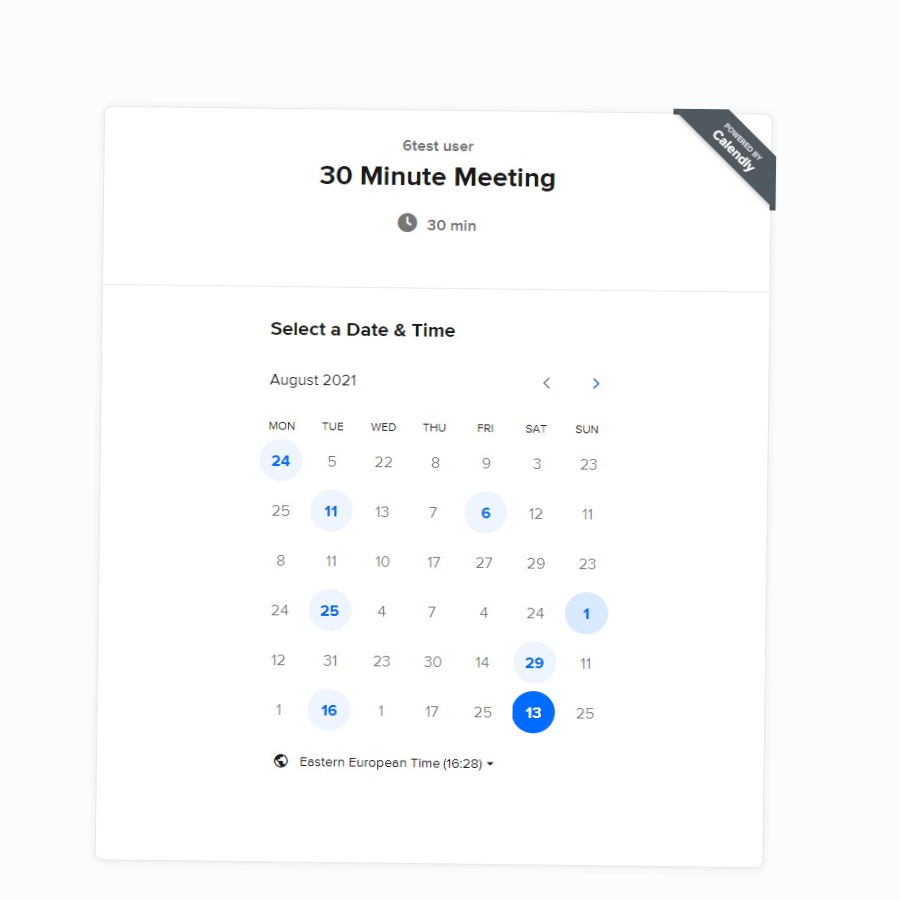 POWERED BY
Calendly
6test user
30 Minute Meeting
30 min
Select a Date & Time
August 2021
MON TUE WED THU FRI SAT SUN
24 5 22 8 9 3 23
25 11 13 7 6 12 11
8 11 10 17 27 29 23
24 25 4 7 4 24 1
12 31 23 30 14 29 11
1 16 1 17 25 13 25
Eastern European Time (16:28)